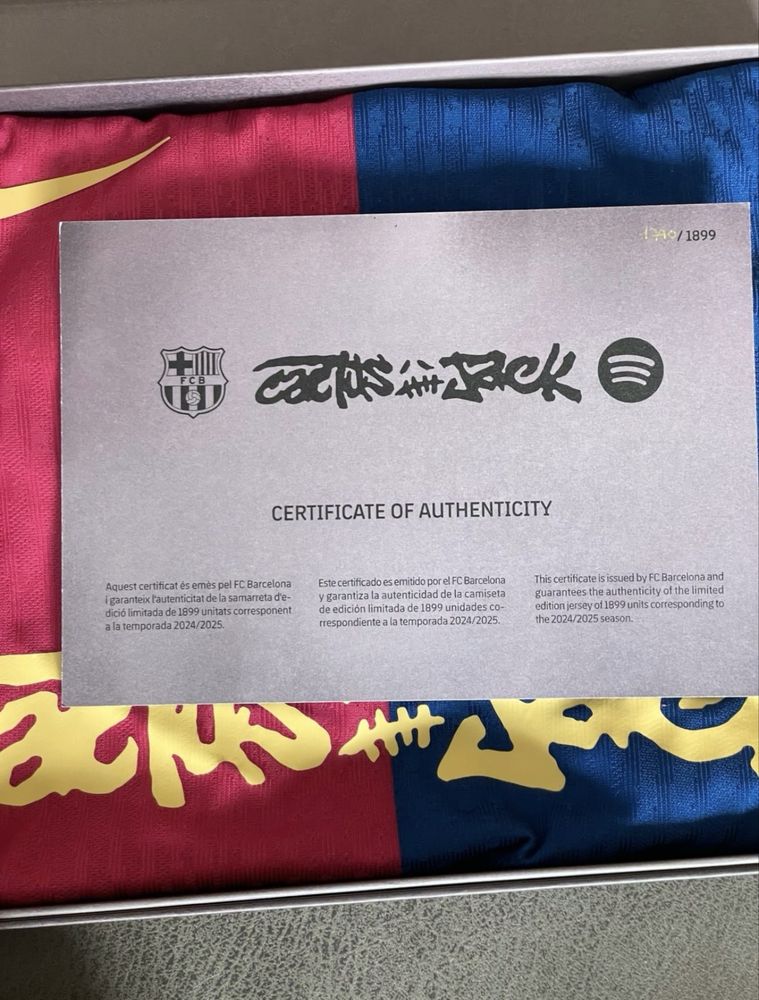 1790/1899
FCB
Cactus Jack
CERTIFICATE OF AUTHENTICITY
Aquest certificat és emès pel FC Barcelona
i garanteix l'autenticitat de la samarreta d'e-
dició limitada de 1899 unitats corresponent
a la temporada 2024/2025.
Este certificado es emitido por el FC Barcelona
y garantiza la autenticidad de la camiseta
de edición limitada de 1899 unidades co-
rrespondiente a la temporada 2024/2025.
This certificate is issued by FC Barcelona and
guarantees the authenticity of the limited
edition jersey of 1899 units corresponding to
the 2024/2025 season.
Cactus Jack